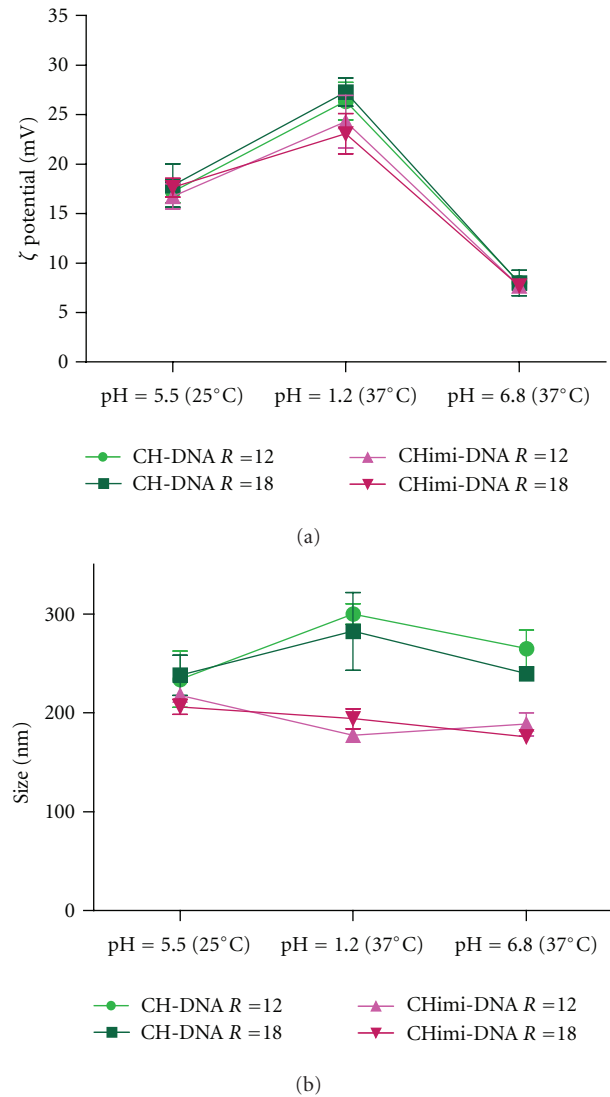 35
30
25
20
15
10
5
0
ζ potential (mV)
pH = 5.5 (25°C) pH = 1.2 (37°C) pH = 6.8 (37°C)
CH-DNA R =12 CHimi-DNA R =12
CH-DNA R =18 CHimi-DNA R =18
(a)
300
200
100
0
Size (nm)
pH = 5.5 (25°C) pH = 1.2 (37°C) pH = 6.8 (37°C)
CH-DNA R =12 CHimi-DNA R =12
CH-DNA R =18 CHimi-DNA R =18
(b)